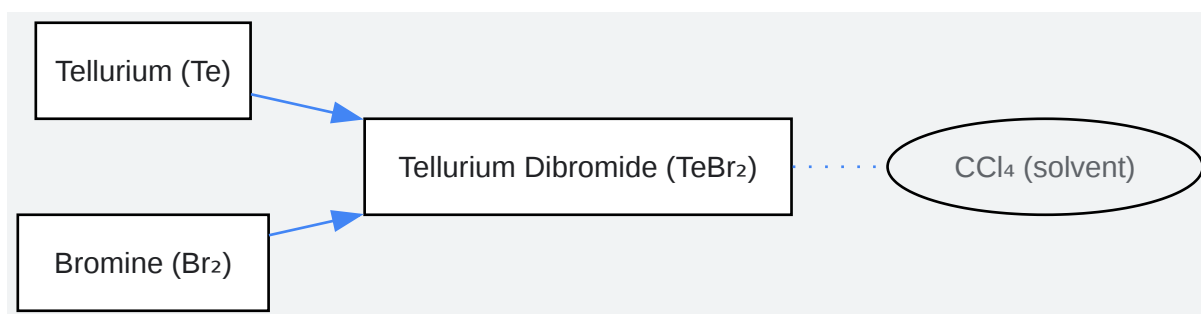 Tellurium (Te)
Tellurium Dibromide (TeBr₂)
CCl₄ (solvent)
Bromine (Br₂)